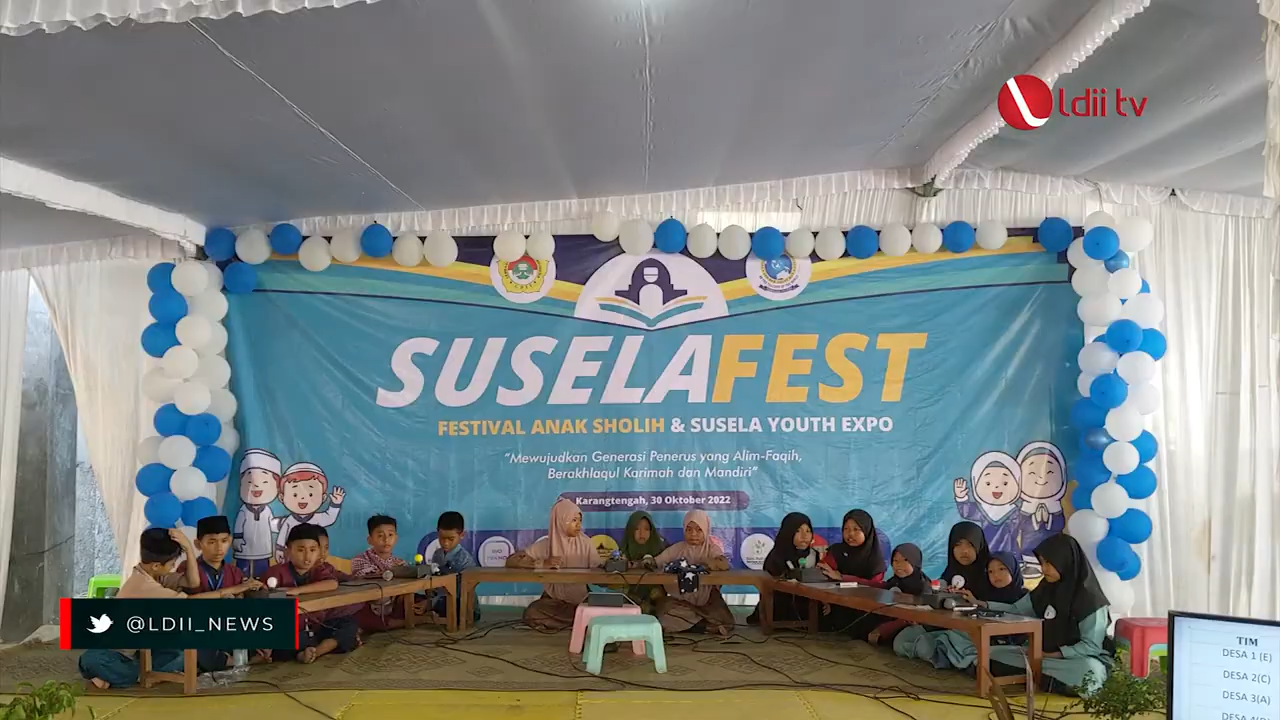 ldii tv
SUSELAFEST
FESTIVAL ANAK SHOLIH & SUSELA YOUTH EXPO
"Mewujudkan Generasi Penerus yang Alim-Faqih,
Berakhlaqul Karimah dan Mandiri"
Karangtengah, 30 Oktober 2022
@LDII_NEWS
TIM
DESA 1 (E)
DESA 2(C)
DESA 3(A)